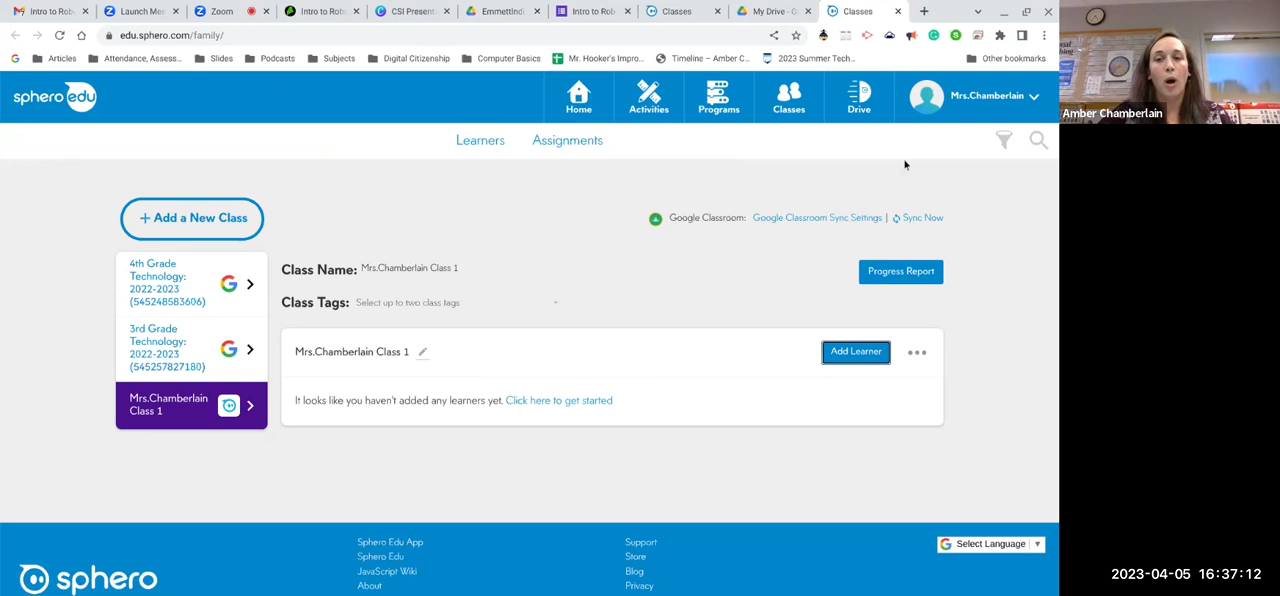 Intro to Rob
Launch Me
Zoom
Intro to Rob
CSI Present
EmmettIndi
Intro to Rob
Classes
My Drive - G
Classes
edu.sphero.com/family/
Articles
Attendance, Assess...
Slides
Podcasts
Subjects
Digital Citizenship
Computer Basics
Mr. Hooker's Impro...
Timeline – Amber C...
2023 Summer Tech...
Other bookmarks
sphero edu
Home
Activities
Programs
Classes
Drive
Mrs.Chamberlain
Learners
Assignments
+ Add a New Class
Google Classroom: Google Classroom Sync Settings | Sync Now
4th Grade
Technology:
2022-2023
(545248583606)
3rd Grade
Technology:
2022-2023
(545257827180)
Mrs.Chamberlain
Class 1
Class Name: Mrs.Chamberlain Class 1
Progress Report
Class Tags: Select up to two class tags
Mrs.Chamberlain Class 1
Add Learner
It looks like you haven't added any learners yet. Click here to get started
sphero
Sphero Edu App
Sphero Edu
JavaScript Wiki
About
Support
Store
Blog
Privacy
Select Language
Amber Chamberlain
2023-04-05 16:37:12